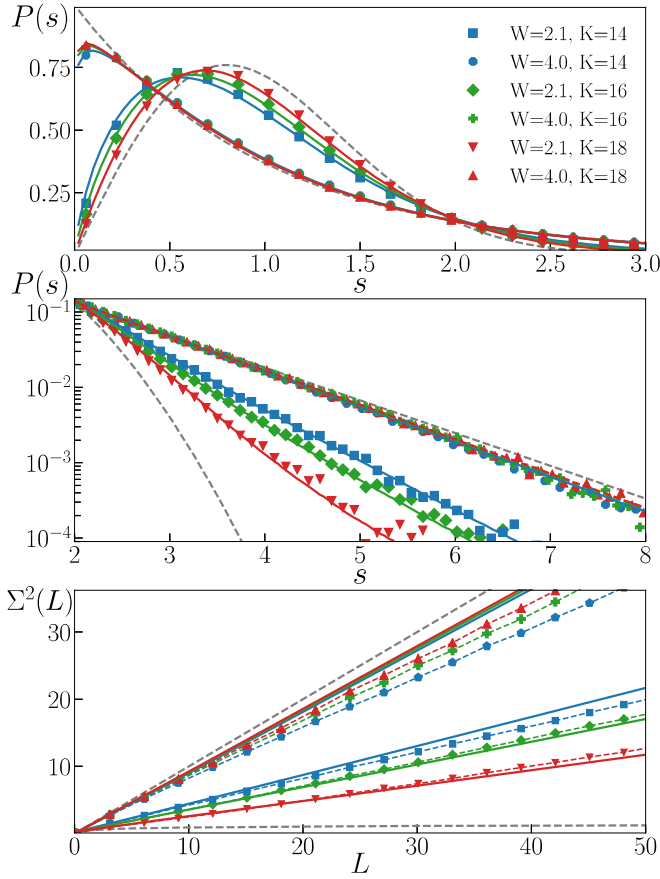 P(s)
0.75
0.50
0.25
W=2.1, K=14
W=4.0, K=14
W=2.1, K=16
W=4.0, K=16
W=2.1, K=18
W=4.0, K=18
0.0 0.5 1.0 1.5 2.0 2.5 3.0
s
P(s)
10⁻¹
10⁻²
10⁻³
10⁻⁴
2 3 4 5 6 7 8
s
Σ²(L)
30
20
10
0 10 20 30 40 50
L